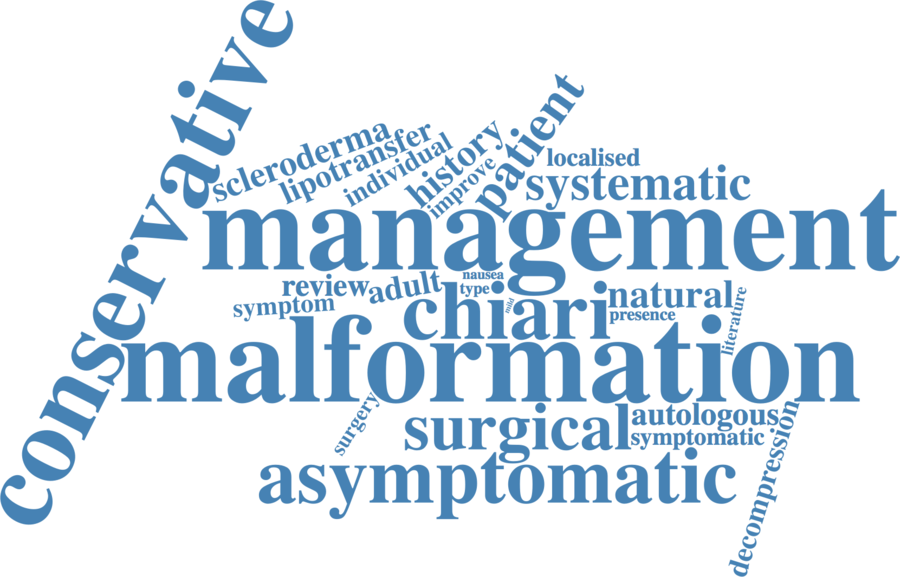 conservative
scleroderma
lipotransfer
individual
history
improve
patient
localised
systematic
management
review
adult
nausea
type
symptom
mild
chiari
natural
presence
literature
malformation
surgery
surgical
autologous
symptomatic
asymptomatic
decompression